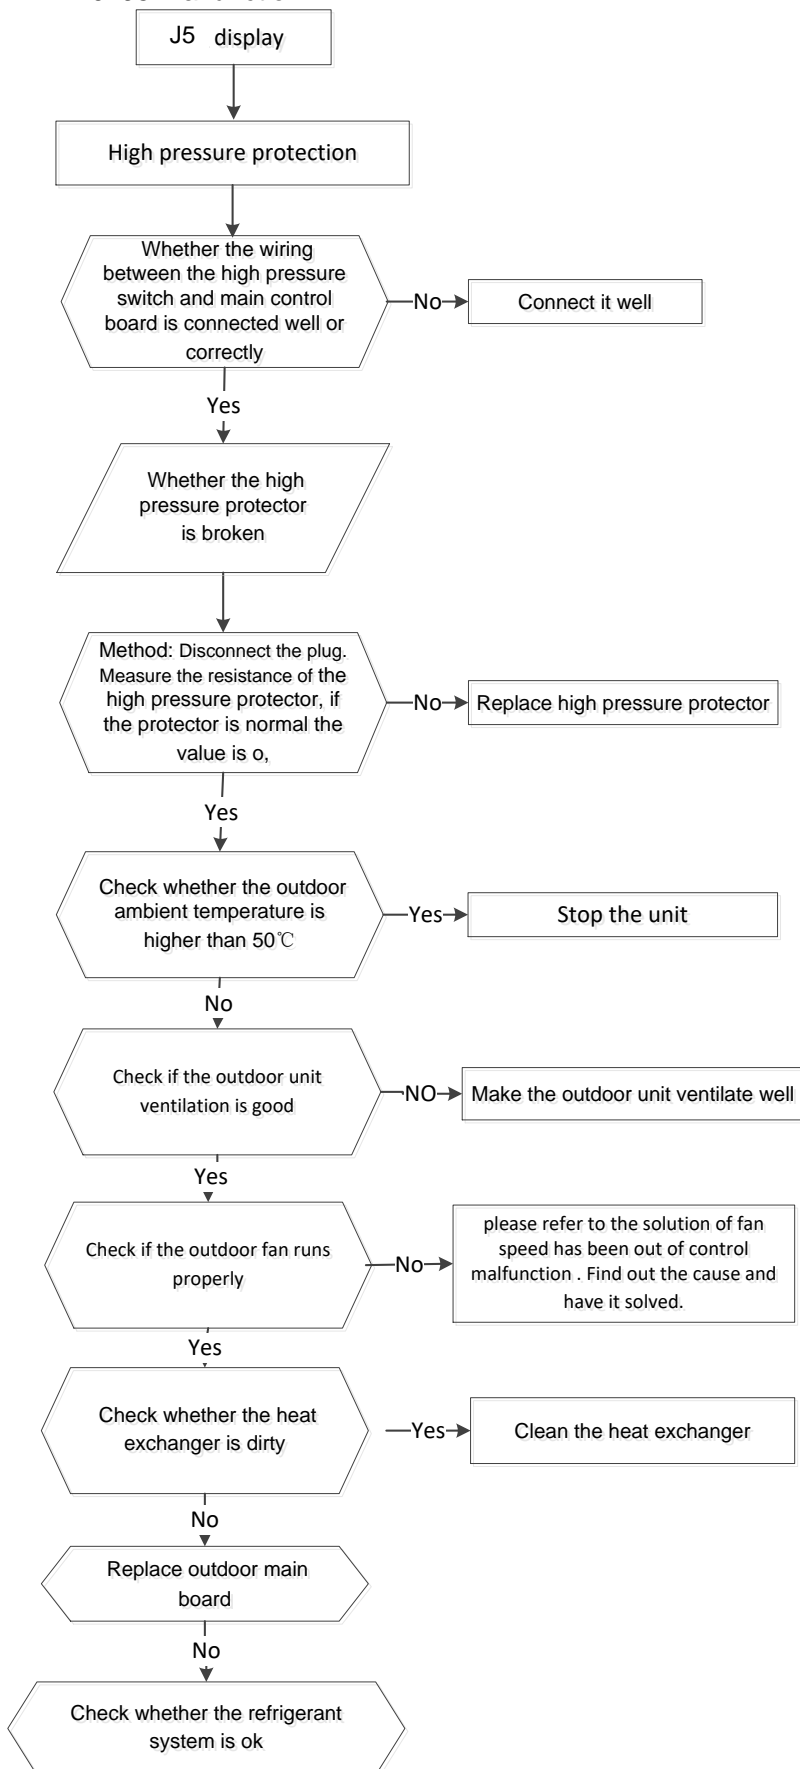 J5 display
High pressure protection
Whether the wiring
between the high pressure
switch and main control
board is connected well or
correctly
No
Connect it well
Yes
Whether the high
pressure protector
is broken
Method: Disconnect the plug.
Measure the resistance of the
high pressure protector, if
the protector is normal the
value is o,
No
Replace high pressure protector
Yes
Check whether the outdoor
ambient temperature is
higher than 50℃
Yes
Stop the unit
No
Check if the outdoor unit
ventilation is good
NO
Make the outdoor unit ventilate well
Yes
Check if the outdoor fan runs
properly
No
please refer to the solution of fan
speed has been out of control
malfunction . Find out the cause and
have it solved.
Yes
Check whether the heat
exchanger is dirty
Yes
Clean the heat exchanger
No
Replace outdoor main
board
No
Check whether the refrigerant
system is ok